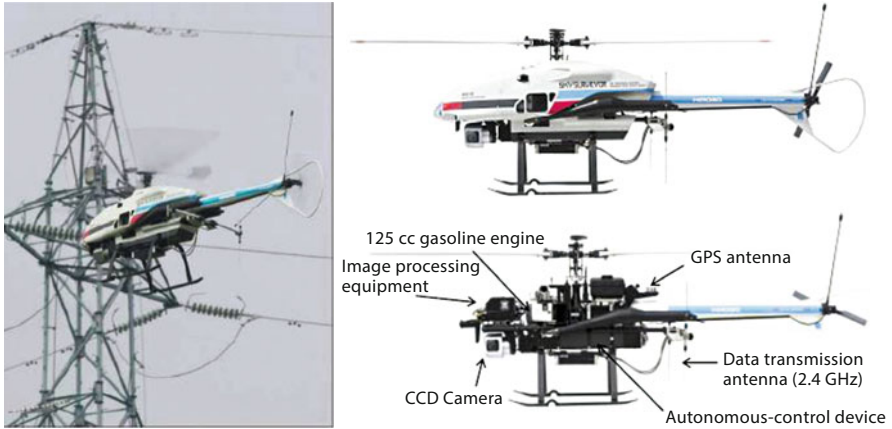 SKY SURVEYOR
HIROBO
125 cc gasoline engine
Image processing
equipment
GPS antenna
CCD Camera
Data transmission
antenna (2.4 GHz)
Autonomous-control device